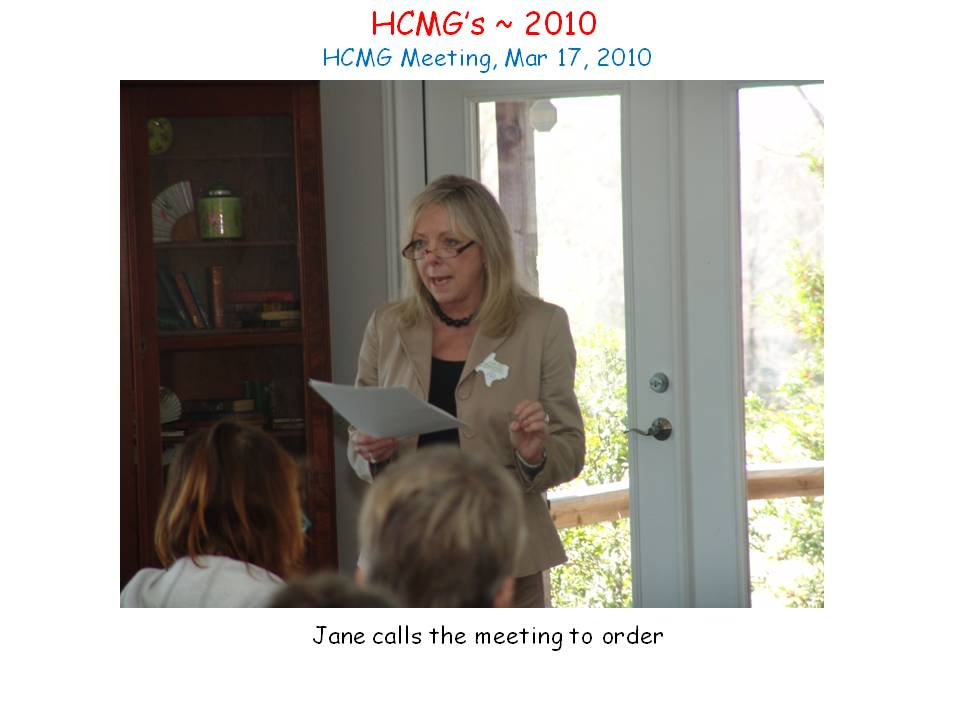 HCMG's ~ 2010
HCMG Meeting, Mar 17, 2010
Jane calls the meeting to order